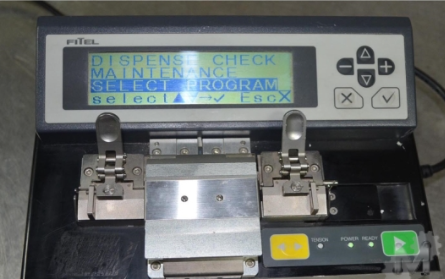 FITEL
DISPENSE CHECK
MAINTENANCE
SELECT PROGRAM
select▲▼→✓ EscX
TENSION POWER READY